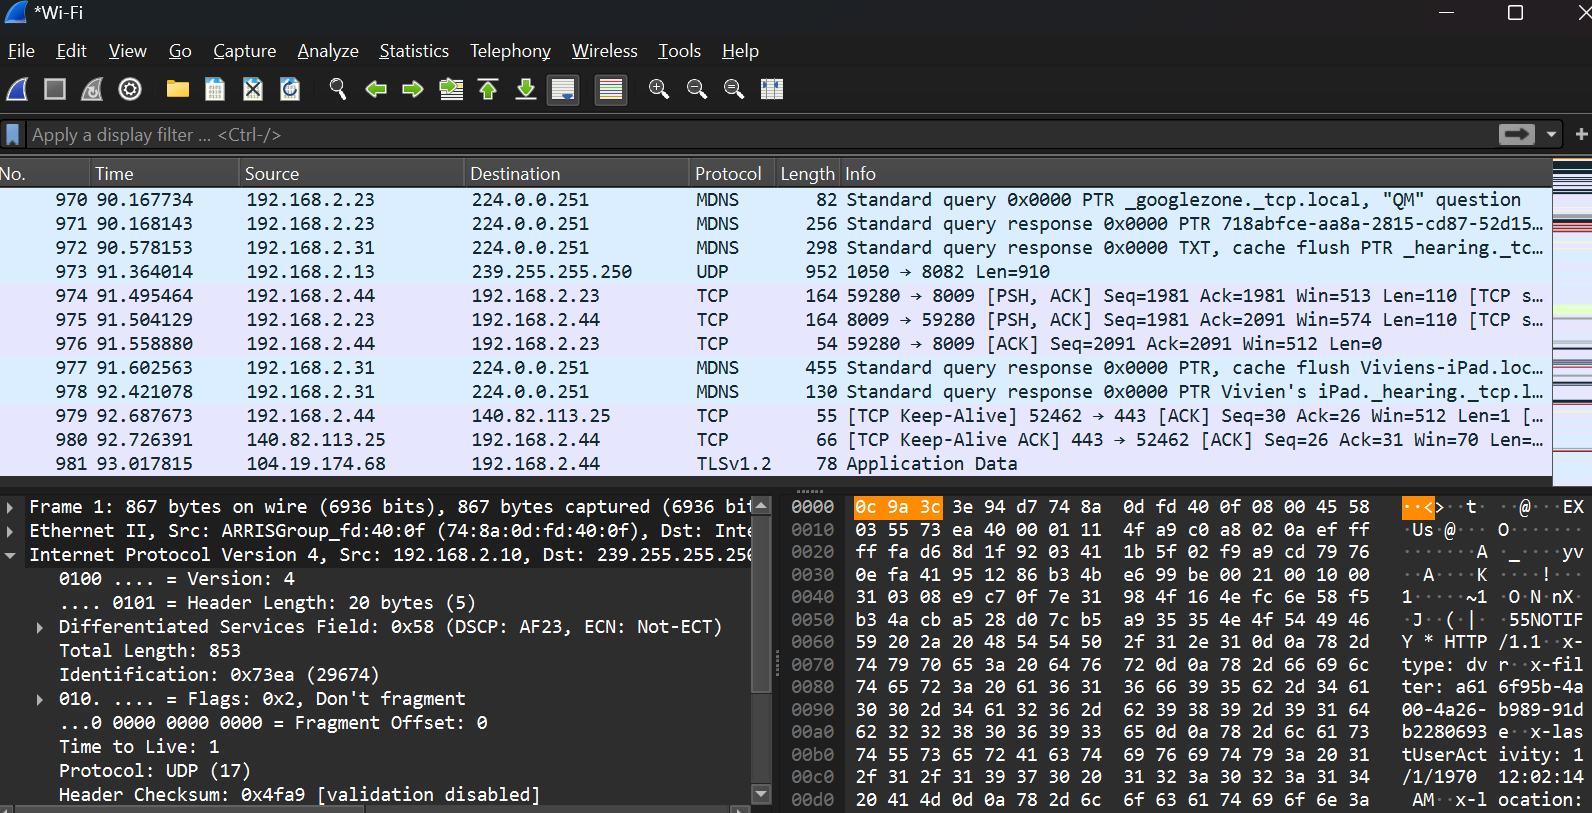 *Wi-Fi
File Edit View Go Capture Analyze Statistics Telephony Wireless Tools Help
Apply a display filter ... <Ctrl-/>
No. Time Source Destination Protocol Length Info
970 90.167734 192.168.2.23 224.0.0.251 MDNS 82 Standard query 0x0000 PTR _googlezone._tcp.local, "QM" question
971 90.168143 192.168.2.23 224.0.0.251 MDNS 256 Standard query response 0x0000 PTR 718abfce-aa8a-2815-cd87-52d15…
972 90.578153 192.168.2.31 224.0.0.251 MDNS 298 Standard query response 0x0000 TXT, cache flush PTR _hearing._tc…
973 91.364014 192.168.2.13 239.255.255.250 UDP 952 1050 → 8082 Len=910
974 91.495464 192.168.2.44 192.168.2.23 TCP 164 59280 → 8009 [PSH, ACK] Seq=1981 Ack=1981 Win=513 Len=110 [TCP s…
975 91.504129 192.168.2.23 192.168.2.44 TCP 164 8009 → 59280 [PSH, ACK] Seq=1981 Ack=2091 Win=574 Len=110 [TCP s…
976 91.558880 192.168.2.44 192.168.2.23 TCP 54 59280 → 8009 [ACK] Seq=2091 Ack=2091 Win=512 Len=0
977 91.602563 192.168.2.31 224.0.0.251 MDNS 455 Standard query response 0x0000 PTR, cache flush Viviens-iPad.loc…
978 92.421078 192.168.2.31 224.0.0.251 MDNS 130 Standard query response 0x0000 PTR Vivien's iPad._hearing._tcp.l…
979 92.687673 192.168.2.44 140.82.113.25 TCP 55 [TCP Keep-Alive] 52462 → 443 [ACK] Seq=30 Ack=26 Win=512 Len=1 […
980 92.726391 140.82.113.25 192.168.2.44 TCP 66 [TCP Keep-Alive ACK] 443 → 52462 [ACK] Seq=26 Ack=31 Win=70 Len=…
981 93.017815 104.19.174.68 192.168.2.44 TLSv1.2 78 Application Data
Frame 1: 867 bytes on wire (6936 bits), 867 bytes captured (6936 bit
Ethernet II, Src: ARRISGroup_fd:40:0f (74:8a:0d:fd:40:0f), Dst: Inte
Internet Protocol Version 4, Src: 192.168.2.10, Dst: 239.255.255.250
0100 .... = Version: 4
.... 0101 = Header Length: 20 bytes (5)
Differentiated Services Field: 0x58 (DSCP: AF23, ECN: Not-ECT)
Total Length: 853
Identification: 0x73ea (29674)
010. .... = Flags: 0x2, Don't fragment
...0 0000 0000 0000 = Fragment Offset: 0
Time to Live: 1
Protocol: UDP (17)
Header Checksum: 0x4fa9 [validation disabled]
0000 0c 9a 3c 3e 94 d7 74 8a 0d fd 40 0f 08 00 45 58 ··<>··t· ··@···EX
0010 03 55 73 ea 40 00 01 11 4f a9 c0 a8 02 0a ef ff ·Us·@··· O·······
0020 ff fa d6 8d 1f 92 03 41 1b 5f 02 f9 a9 cd 79 76 ·······A ·_····yv
0030 0e fa 41 95 12 86 b3 4b e6 99 be 00 21 00 10 00 ··A····K ····!···
0040 31 03 08 e9 c7 0f 7e 31 98 4f 16 4e fc 6e 58 f5 1·····~1 ·O·N·nX·
0050 b3 4a cb a5 28 d0 7c b5 a9 35 35 4e 4f 54 49 46 ·J··(·|· ·55NOTIF
0060 59 20 2a 20 48 54 54 50 2f 31 2e 31 0d 0a 78 2d Y * HTTP /1.1··x-
0070 74 79 70 65 3a 20 64 76 72 0d 0a 78 2d 66 69 6c type: dv r··x-fil
0080 74 65 72 3a 20 61 36 31 36 66 39 35 62 2d 34 61 ter: a61 6f95b-4a
0090 30 30 2d 34 61 32 36 2d 62 39 38 39 2d 39 31 64 00-4a26- b989-91d
00a0 62 32 32 38 30 36 39 33 65 0d 0a 78 2d 6c 61 73 b2280693 e··x-las
00b0 74 55 73 65 72 41 63 74 69 76 69 74 79 3a 20 31 tUserAct ivity: 1
00c0 2f 31 2f 31 39 37 30 20 31 32 3a 30 32 3a 31 34 /1/1970 12:02:14
00d0 20 41 4d 0d 0a 78 2d 6c 6f 63 61 74 69 6f 6e 3a AM··x-l ocation: